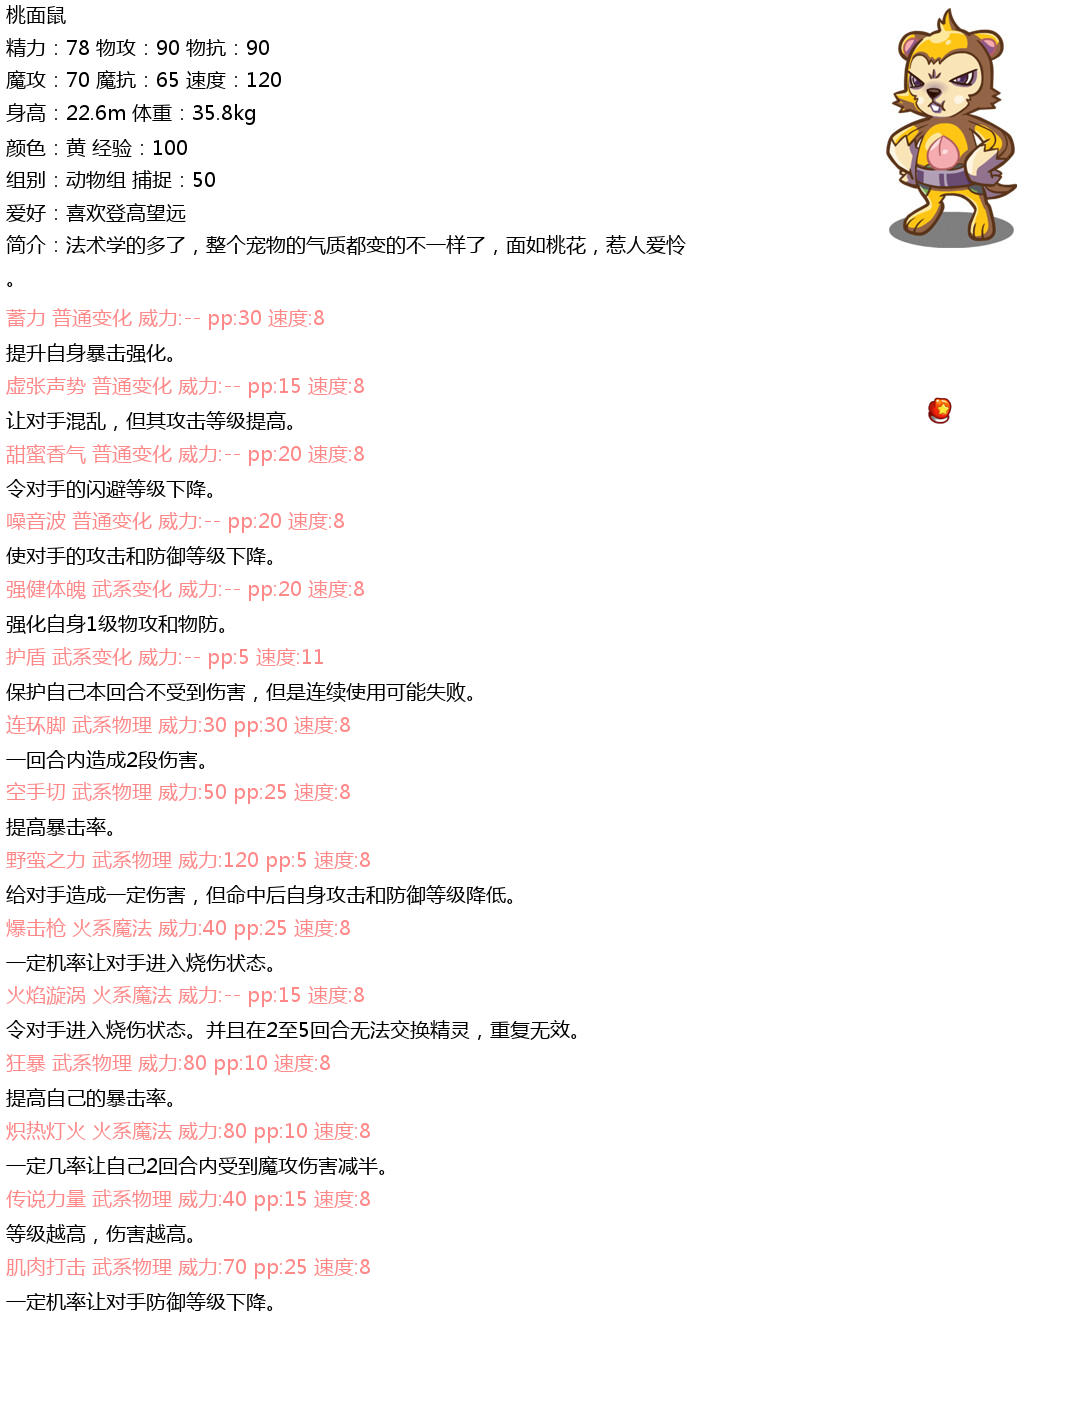 桃面鼠
精力：78 物攻：90 物抗：90
魔攻：70 魔抗：65 速度：120
身高：22.6m 体重：35.8kg
颜色：黄 经验：100
组别：动物组 捕捉：50
爱好：喜欢登高望远
简介：法术学的多了，整个宠物的气质都变的不一样了，面如桃花，惹人爱怜
。
蓄力 普通变化 威力:-- pp:30 速度:8
提升自身暴击强化。
虚张声势 普通变化 威力:-- pp:15 速度:8
让对手混乱，但其攻击等级提高。
甜蜜香气 普通变化 威力:-- pp:20 速度:8
令对手的闪避等级下降。
噪音波 普通变化 威力:-- pp:20 速度:8
使对手的攻击和防御等级下降。
强健体魄 武系变化 威力:-- pp:20 速度:8
强化自身1级物攻和物防。
护盾 武系变化 威力:-- pp:5 速度:11
保护自己本回合不受到伤害，但是连续使用可能失败。
连环脚 武系物理 威力:30 pp:30 速度:8
一回合内造成2段伤害。
空手切 武系物理 威力:50 pp:25 速度:8
提高暴击率。
野蛮之力 武系物理 威力:120 pp:5 速度:8
给对手造成一定伤害，但命中后自身攻击和防御等级降低。
爆击枪 火系魔法 威力:40 pp:25 速度:8
一定机率让对手进入烧伤状态。
火焰漩涡 火系魔法 威力:-- pp:15 速度:8
令对手进入烧伤状态。并且在2至5回合无法交换精灵，重复无效。
狂暴 武系物理 威力:80 pp:10 速度:8
提高自己的暴击率。
炽热灯火 火系魔法 威力:80 pp:10 速度:8
一定几率让自己2回合内受到魔攻伤害减半。
传说力量 武系物理 威力:40 pp:15 速度:8
等级越高，伤害越高。
肌肉打击 武系物理 威力:70 pp:25 速度:8
一定机率让对手防御等级下降。